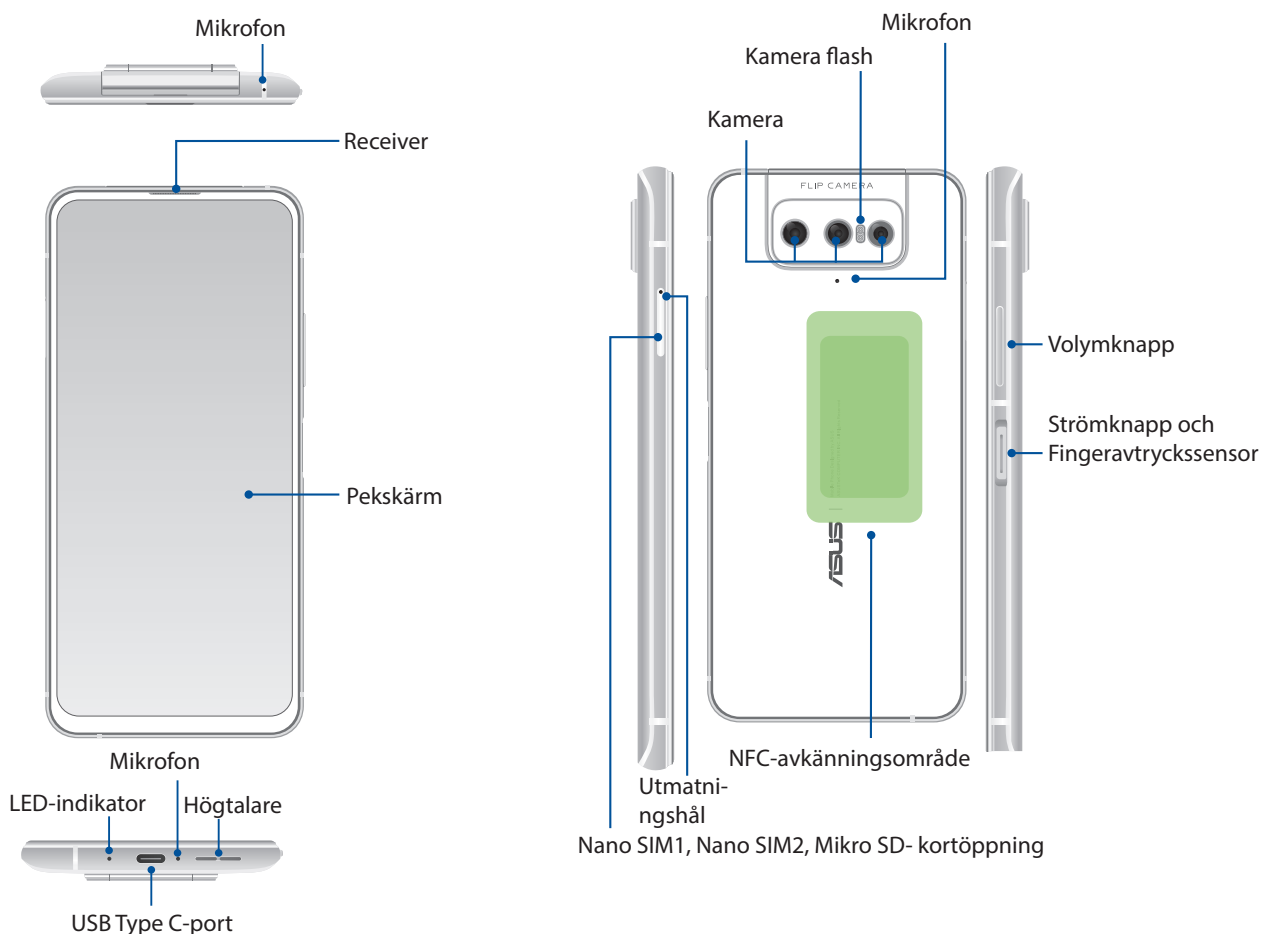 Mikrofon
Receiver
Pekskärm
Mikrofon
LED-indikator
Högtalare
USB Type C-port
Mikrofon
Kamera flash
Kamera
FLIP CAMERA
Volymknapp
Strömknapp och
Fingeravtryckssensor
ASUS
NFC-avkänningsområde
Utmatni-
ngshål
Nano SIM1, Nano SIM2, Mikro SD- kortöppning